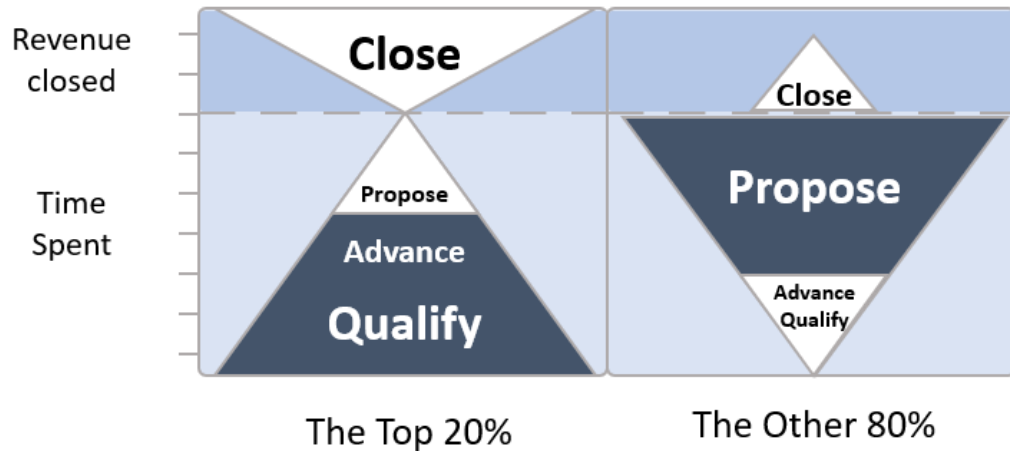 Revenue
closed
Close
Close
Time
Spent
Propose
Advance
Qualify
Propose
Advance
Qualify
The Top 20%
The Other 80%